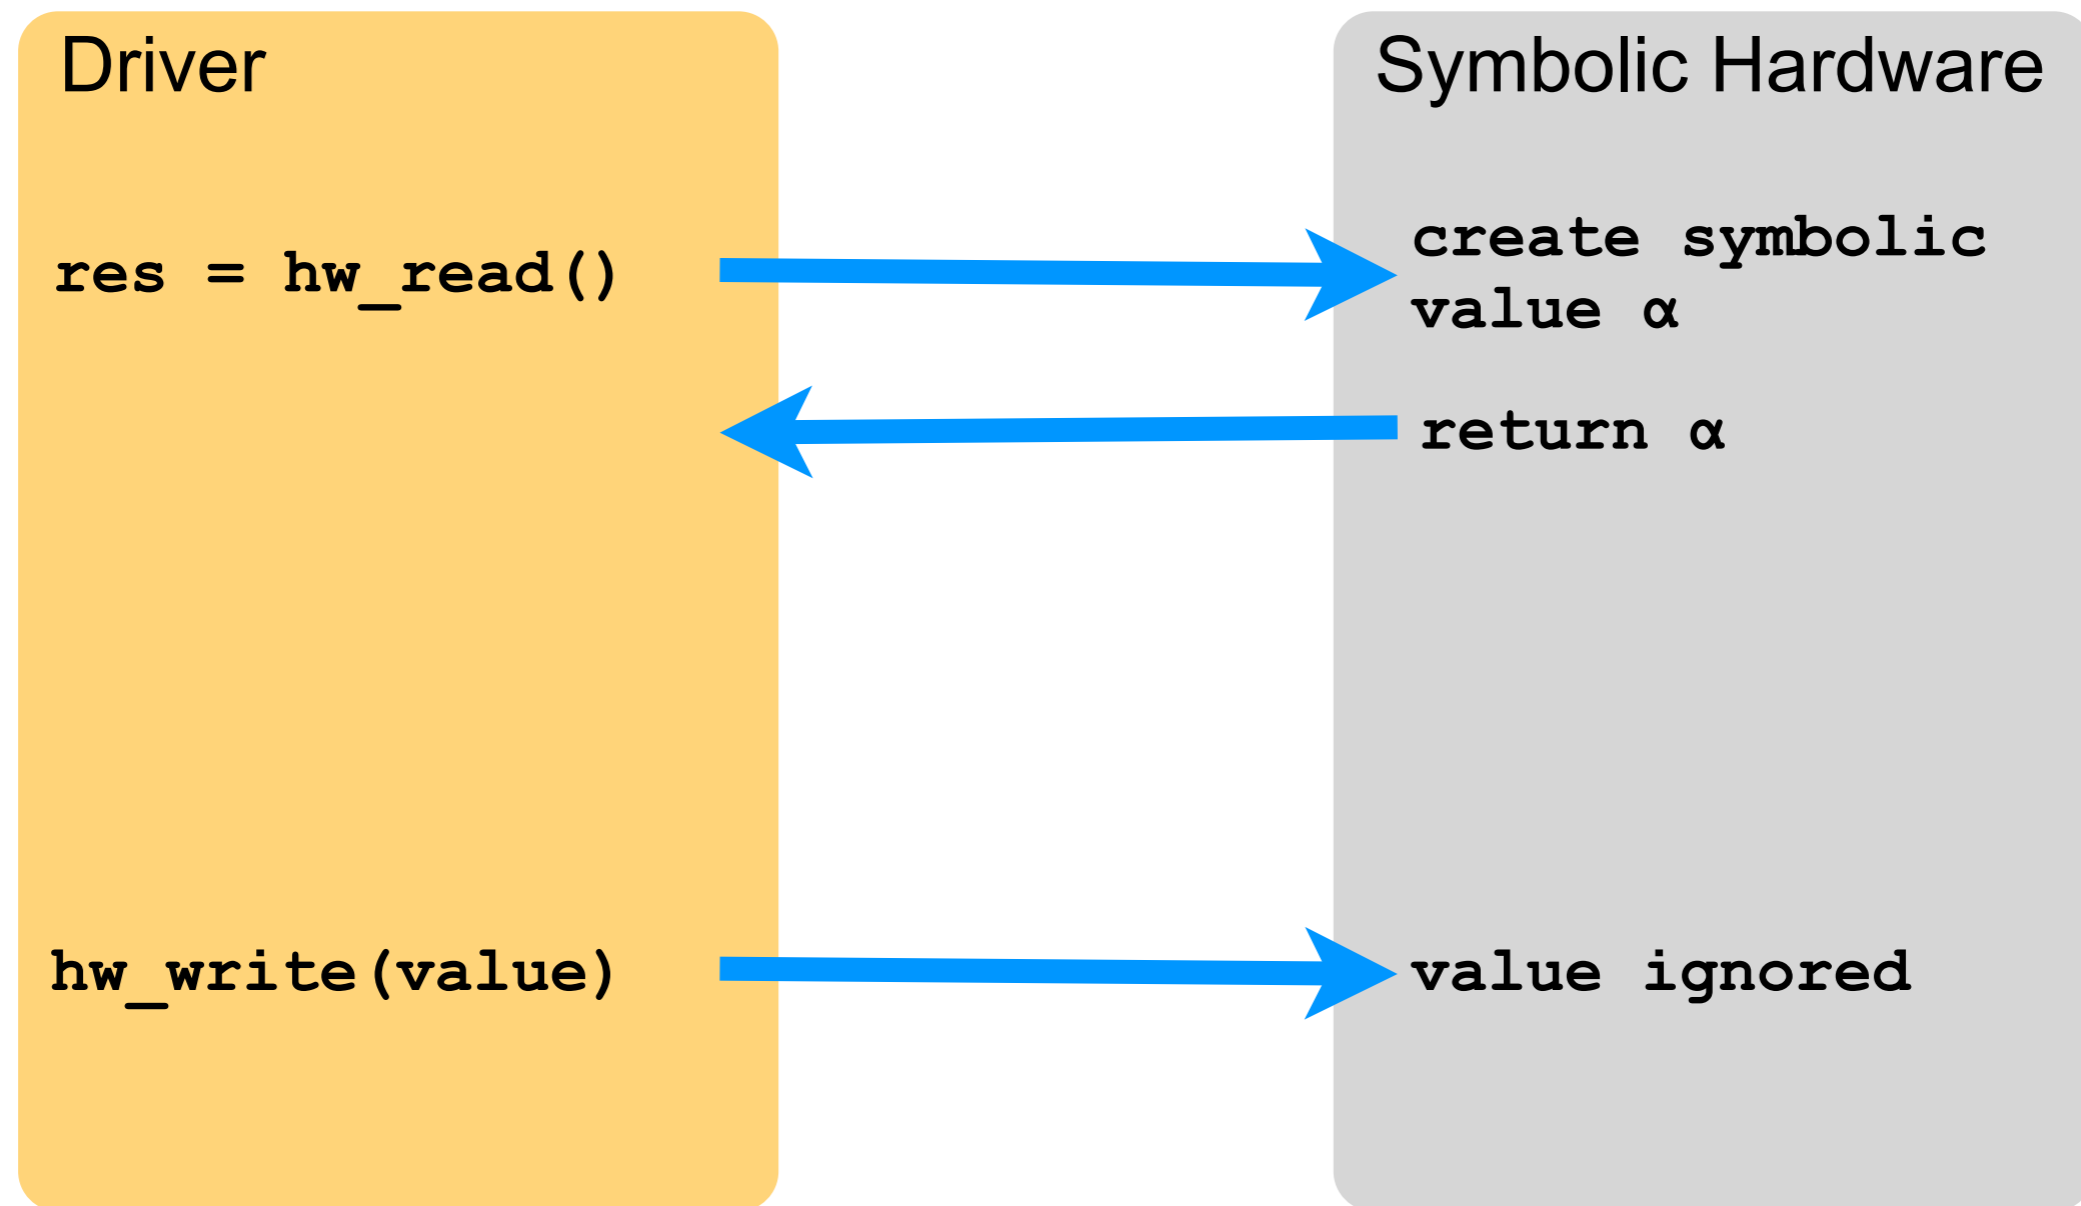 Driver
Symbolic Hardware
res = hw_read()
create symbolic
value α
return α
hw_write(value)
value ignored